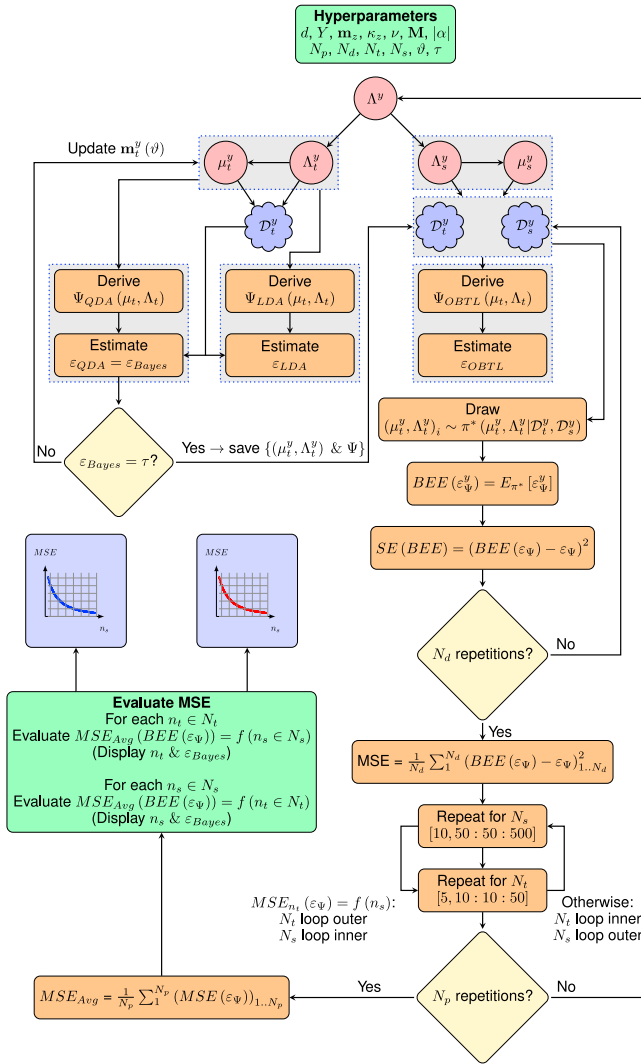 Hyperparameters
d, Y, m_z, κ_z, ν, M, |α|
N_p, N_d, N_t, N_s, ϑ, τ
Λ^y
Update m_t^y (ϑ)
μ_t^y
Λ_t^y
Λ_s^y
μ_s^y
D_t^y
D_t^y
D_s^y
Derive
Ψ_QDA (μ_t, Λ_t)
Derive
Ψ_LDA (μ_t, Λ_t)
Derive
Ψ_OBTL (μ_t, Λ_t)
Estimate
ε_QDA = ε_Bayes
Estimate
ε_LDA
Estimate
ε_OBTL
No
ε_Bayes = τ?
Yes → save {(μ_t^y, Λ_t^y) & Ψ}
Draw
(μ_t^y, Λ_t^y)_i ∼ π* (μ_t^y, Λ_t^y|D_t^y, D_s^y)
BEE (ε_Ψ^y) = E_π* [ε_Ψ^y]
SE (BEE) = (BEE (ε_Ψ) − ε_Ψ)^2
N_d repetitions?
No
Yes
MSE
n_s
MSE
n_s
Evaluate MSE
For each n_t ∈ N_t
Evaluate MSE_Avg (BEE (ε_Ψ)) = f (n_s ∈ N_s)
(Display n_t & ε_Bayes)
For each n_s ∈ N_s
Evaluate MSE_Avg (BEE (ε_Ψ)) = f (n_t ∈ N_t)
(Display n_s & ε_Bayes)
MSE = 1/N_d ∑_1^{N_d} (BEE (ε_Ψ) − ε_Ψ)^2_{1..N_d}
Repeat for N_s
[10, 50 : 50 : 500]
Repeat for N_t
[5, 10 : 10 : 50]
MSE_{n_t} (ε_Ψ) = f (n_s):
N_t loop outer
N_s loop inner
Otherwise:
N_t loop inner
N_s loop outer
MSE_Avg = 1/N_p ∑_1^{N_p} (MSE (ε_Ψ))_{1..N_p}
Yes
N_p repetitions?
No